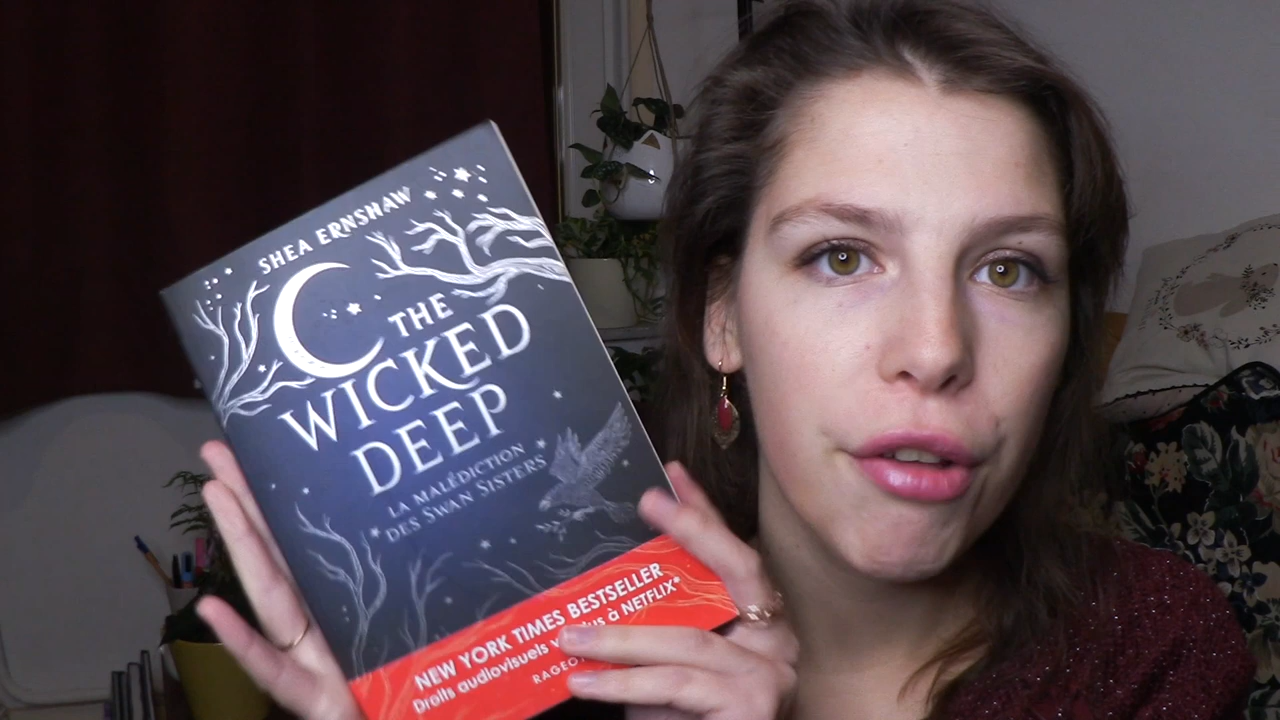 SHEA ERNSHAW
THE
WICKED
DEEP
LA MALÉDICTION
DES SWAN SISTERS
NEW YORK TIMES BESTSELLER
Droits audiovisuels à NETFLIX*